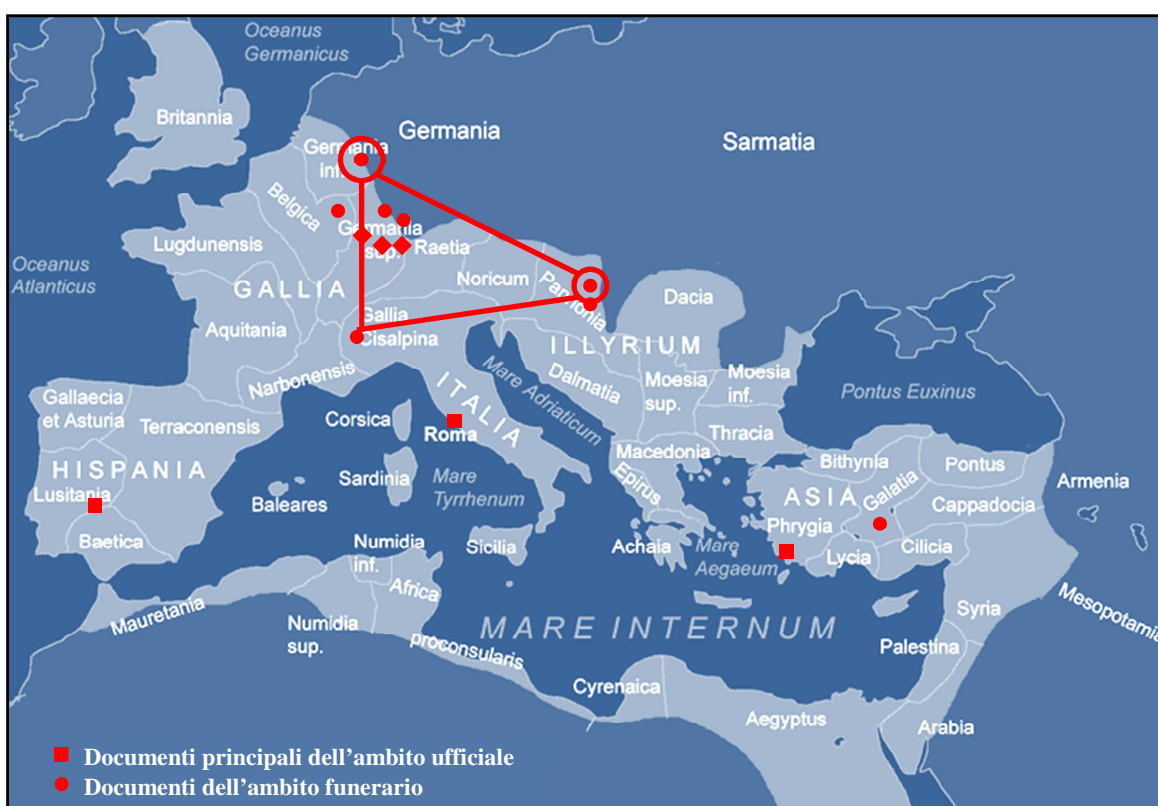 Oceanus
Germanicus
Britannia
Germania
Sarmatia
Germania
inf.
Belgica
Lugdunensis
Germania
sup.
Raetia
Noricum
Pannonia
Dacia
Oceanus
Atlanticus
GALLIA
Aquitania
Gallia
Cisalpina
ILLYRIUM
Narbonensis
ITALIA
Mare Adriaticum
Dalmatia
Moesia
sup.
Moesia
inf.
Pontus Euxinus
Gallaecia
et Asturia
Terraconensis
Corsica
Roma
Thracia
Macedonia
Epirus
HISPANIA
Lusitania
Baetica
Baleares
Sardinia
Mare
Tyrrhenum
Bithynia
Pontus
Galatia
ASIA
Cappadocia
Armenia
Phrygia
Lycia
Cilicia
Numidia
inf.
Sicilia
Achaia
Mare
Aegaeum
Africa
Mauretania
Numidia
sup.
proconsularis
MARE INTERNUM
Syria
Mesopotamia
Palestina
Cyrenaica
Aegyptus
Arabia
Documenti principali dell'ambito ufficiale
Documenti dell'ambito funerario